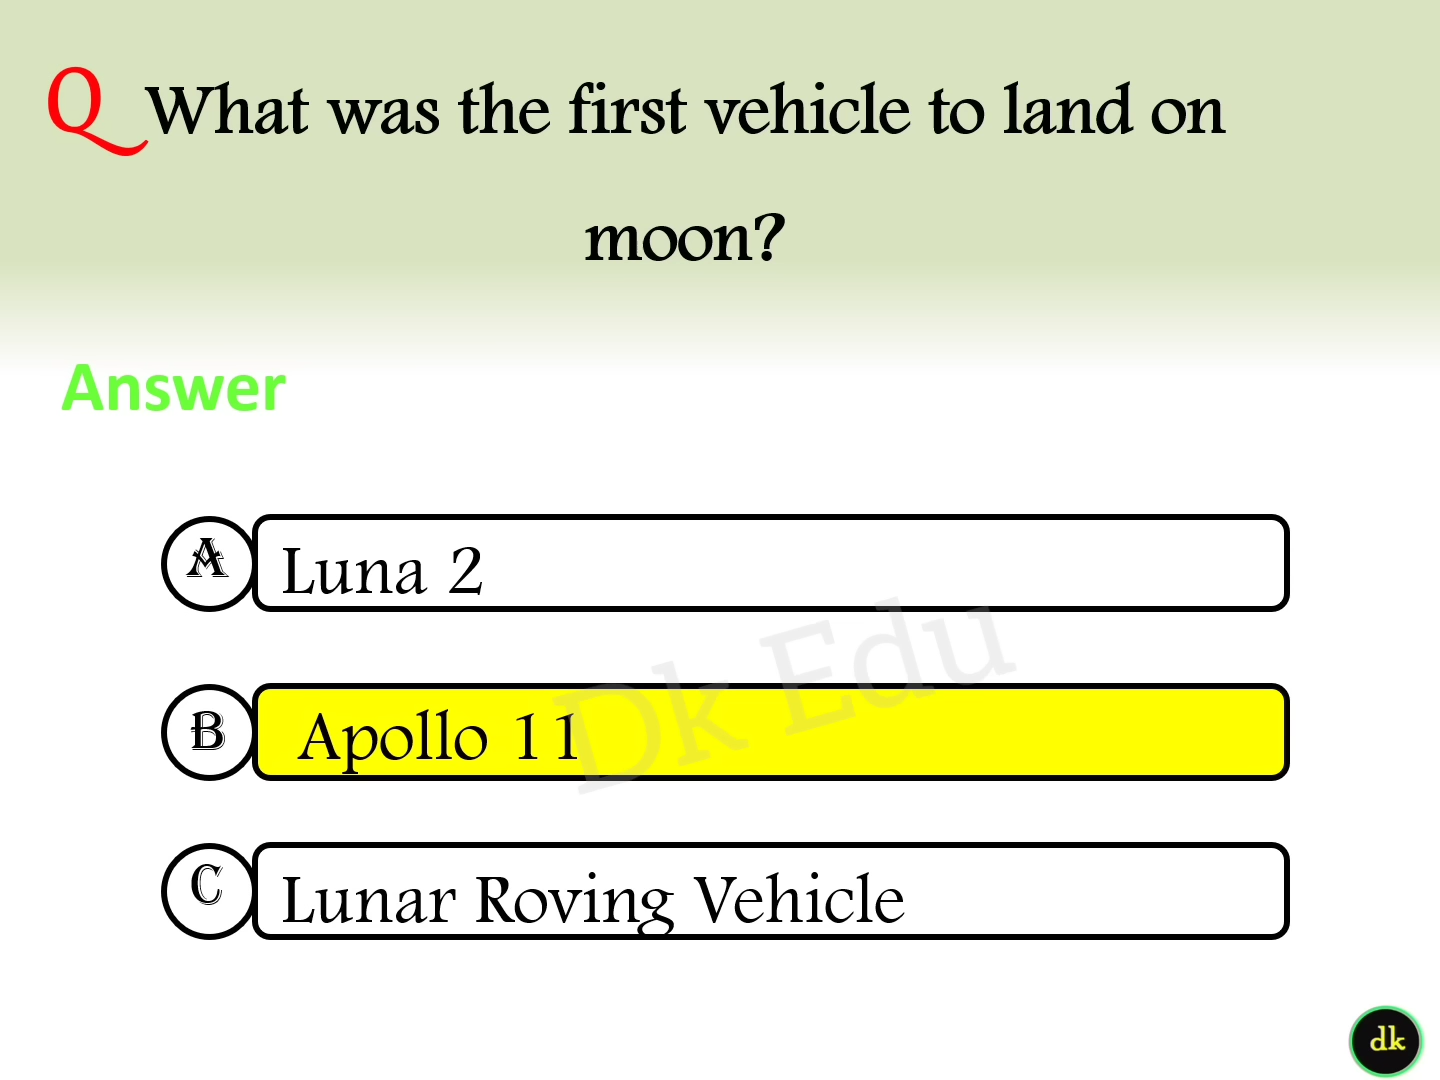 Q What was the first vehicle to land on
moon?
Answer
A Luna 2
B Apollo 11
C Lunar Roving Vehicle
Dk Edu
dk